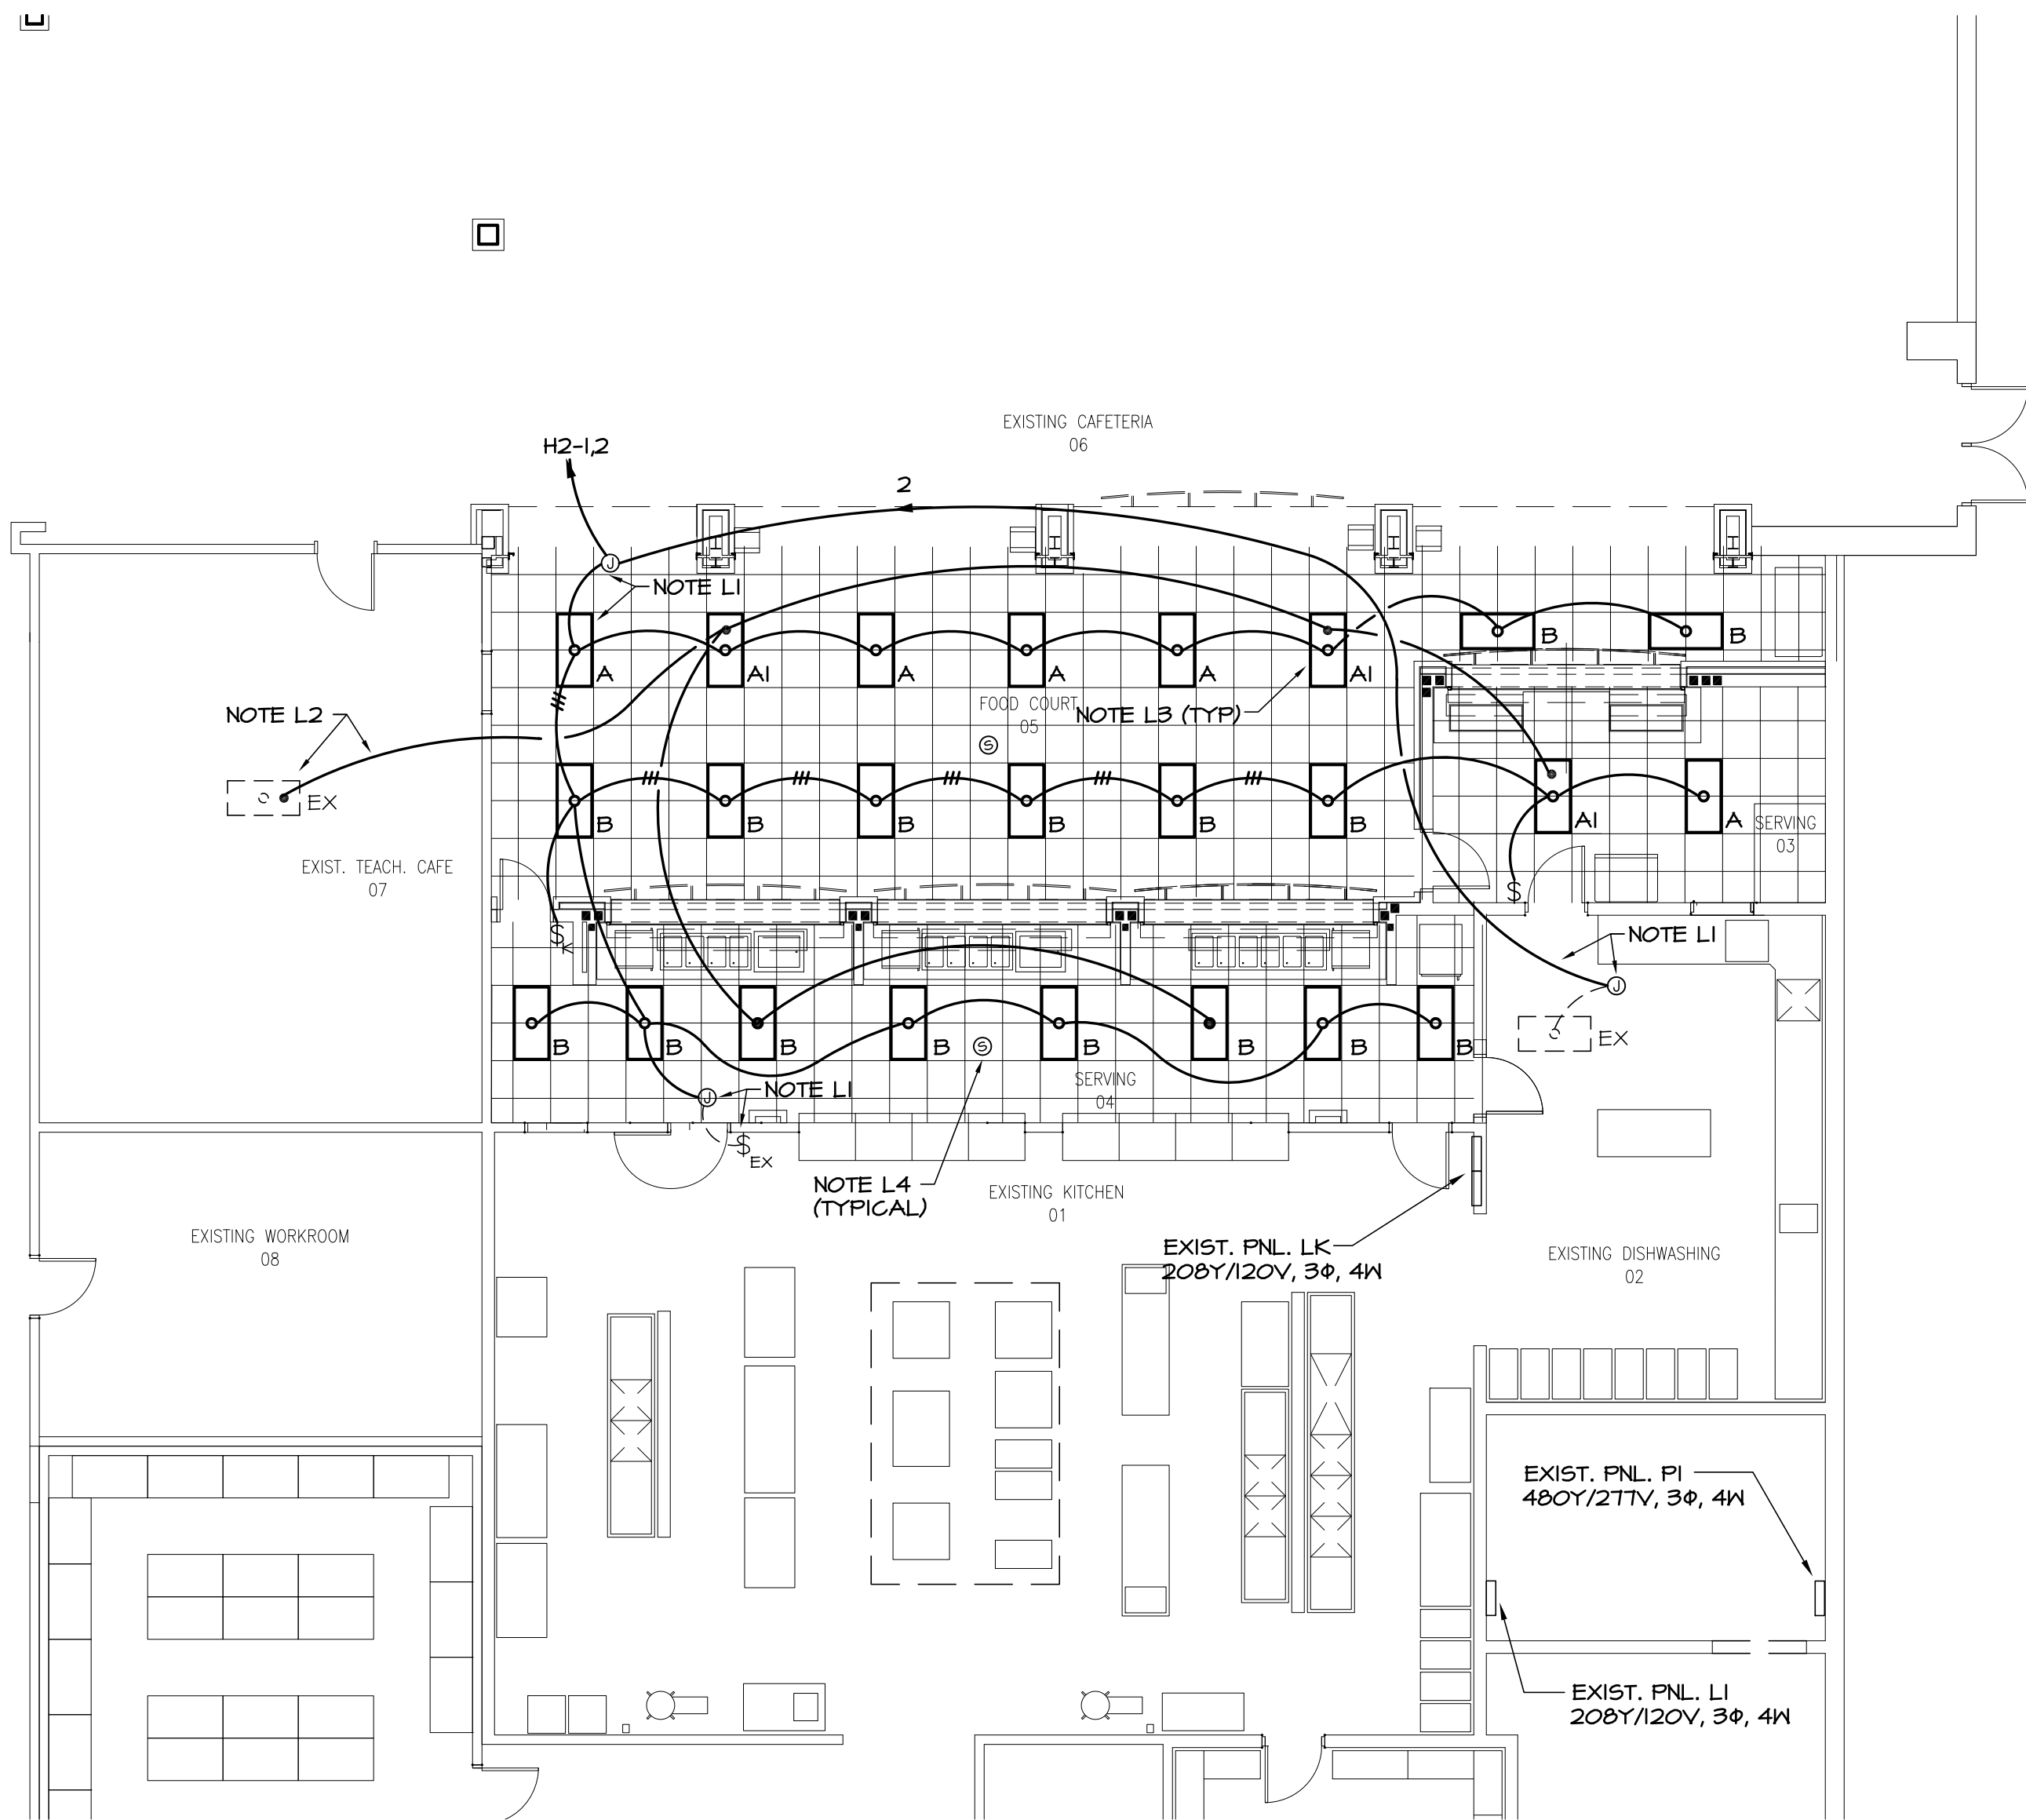 EXISTING CAFETERIA
06
H2-1,2
2
J
NOTE L1
A
A1
A
A
A
A1
B
B
FOOD COURT
05
NOTE L3 (TYP)
NOTE L2
S
EX
B
B
B
B
B
B
A1
A
SERVING
03
EXIST. TEACH. CAFE
07
$
$K
NOTE L1
J
EX
B
B
B
B
B
B
B
B
S
SERVING
04
J
NOTE L1
$EX
NOTE L4
(TYPICAL)
EXISTING KITCHEN
01
EXISTING WORKROOM
08
EXIST. PNL. LK
208Y/120V, 3Φ, 4W
EXISTING DISHWASHING
02
EXIST. PNL. P1
480Y/277V, 3Φ, 4W
EXIST. PNL. L1
208Y/120V, 3Φ, 4W